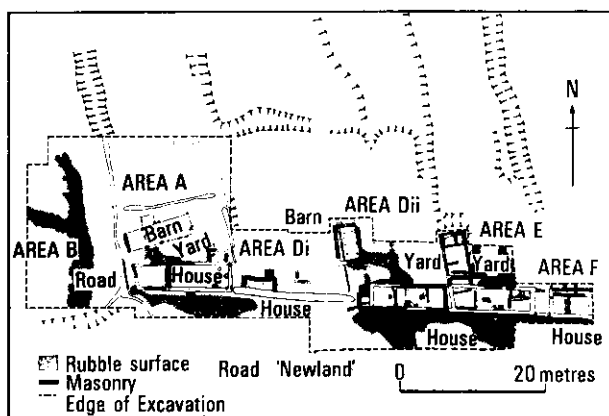 N
AREA A
Barn
AREA Dii
Barn
AREA E
AREA B
Yard
AREA Di
Yard
Yard
AREA F
Road
House
House
House
House
Rubble surface
Masonry
Edge of Excavation
Road 'Newland'
0 20 metres